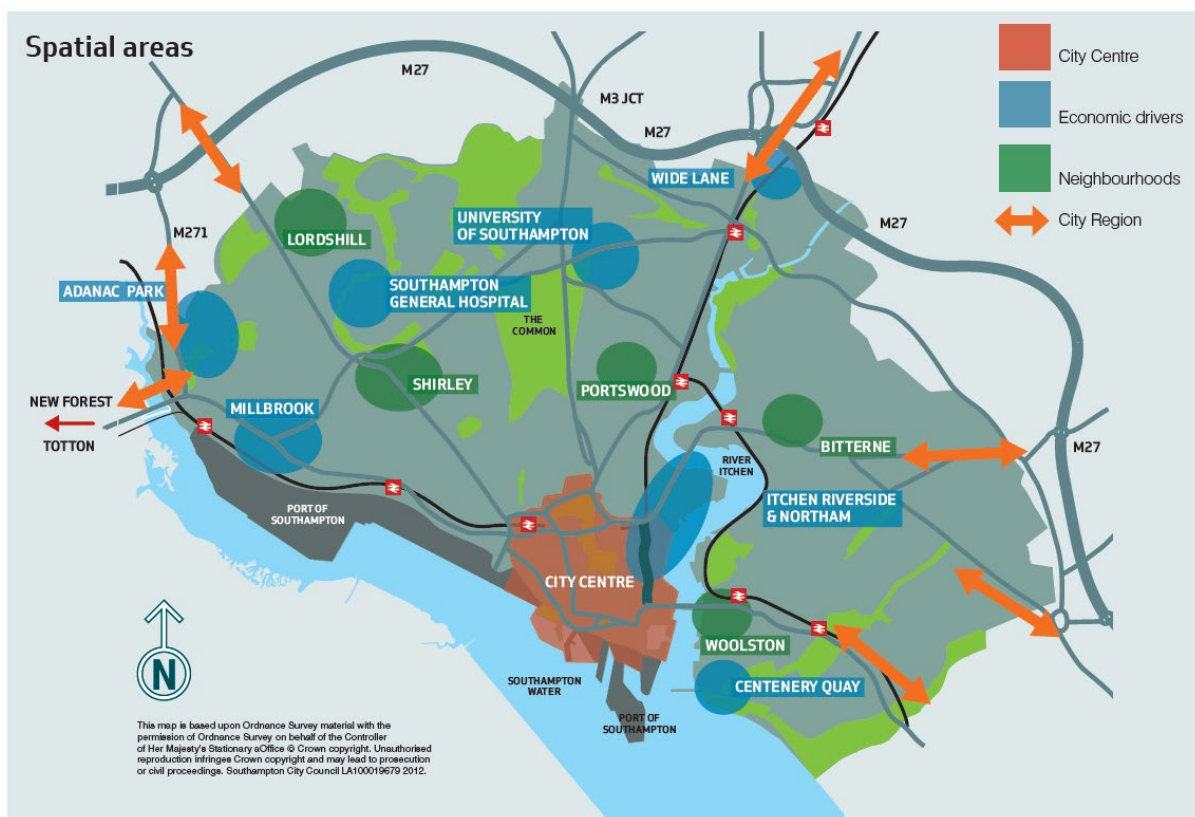 Spatial areas
City Centre
Economic drivers
Neighbourhoods
City Region
M27
M3 JCT
M27
WIDE LANE
M27
M271
LORDSHILL
UNIVERSITY
OF SOUTHAMPTON
ADANAC PARK
SOUTHAMPTON
GENERAL HOSPITAL
THE
COMMON
SHIRLEY
PORTSWOOD
NEW FOREST
TOTTON
MILLBROOK
BITTERNE
M27
RIVER
ITCHEN
ITCHEN RIVERSIDE
& NORTHAM
PORT OF
SOUTHAMPTON
CITY CENTRE
WOOLSTON
CENTENERY QUAY
SOUTHAMPTON
WATER
PORT OF
SOUTHAMPTON
N
This map is based upon Ordnance Survey material with the
permission of Ordnance Survey on behalf of the Controller
of Her Majesty's Stationary aOffice © Crown copyright. Unauthorised
reproduction infringes Crown copyright and may lead to prosecution
or civil proceedings. Southampton City Council LA100019679 2012.